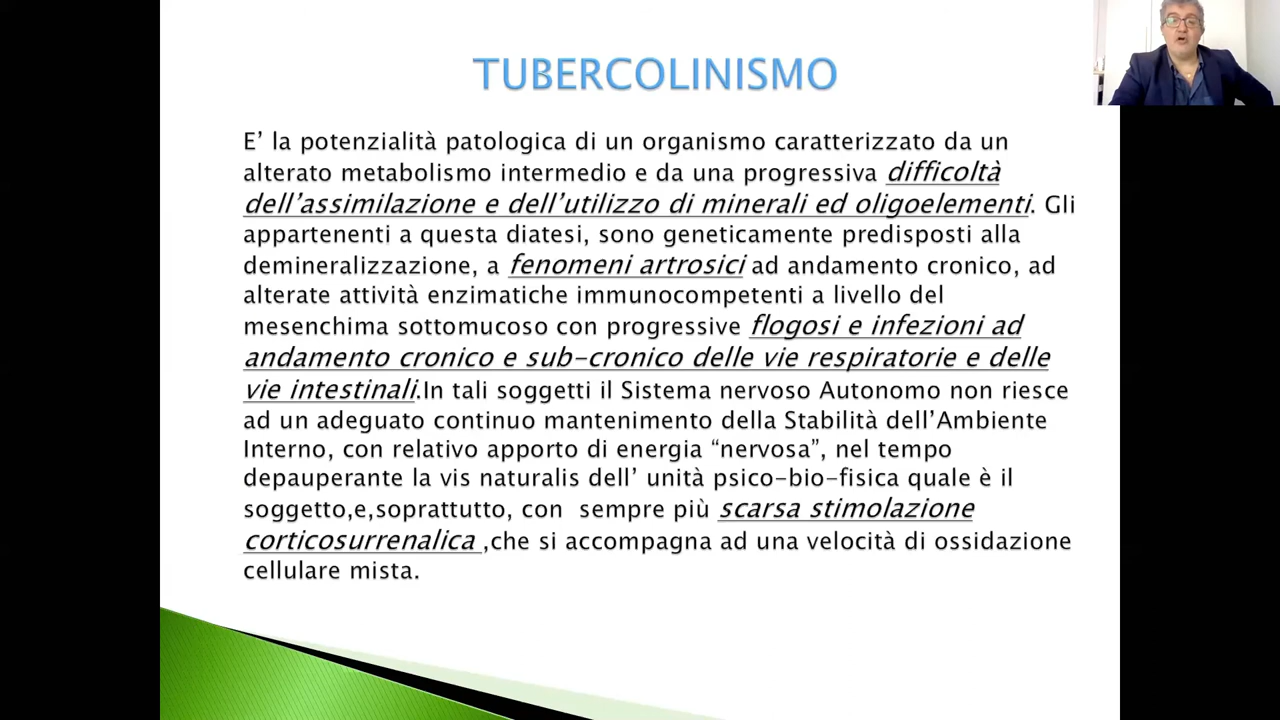 TUBERCOLINISMO
E’ la potenzialità patologica di un organismo caratterizzato da un
alterato metabolismo intermedio e da una progressiva difficoltà
dell’assimilazione e dell’utilizzo di minerali ed oligoelementi. Gli
appartenenti a questa diatesi, sono geneticamente predisposti alla
demineralizzazione, a fenomeni artrosici ad andamento cronico, ad
alterate attività enzimatiche immunocompetenti a livello del
mesenchima sottomucoso con progressive flogosi e infezioni ad
andamento cronico e sub-cronico delle vie respiratorie e delle
vie intestinali.In tali soggetti il Sistema nervoso Autonomo non riesce
ad un adeguato continuo mantenimento della Stabilità dell’Ambiente
Interno, con relativo apporto di energia “nervosa”, nel tempo
depauperante la vis naturalis dell’ unità psico-bio-fisica quale è il
soggetto,e,soprattutto, con  sempre più scarsa stimolazione
corticosurrenalica ,che si accompagna ad una velocità di ossidazione
cellulare mista.